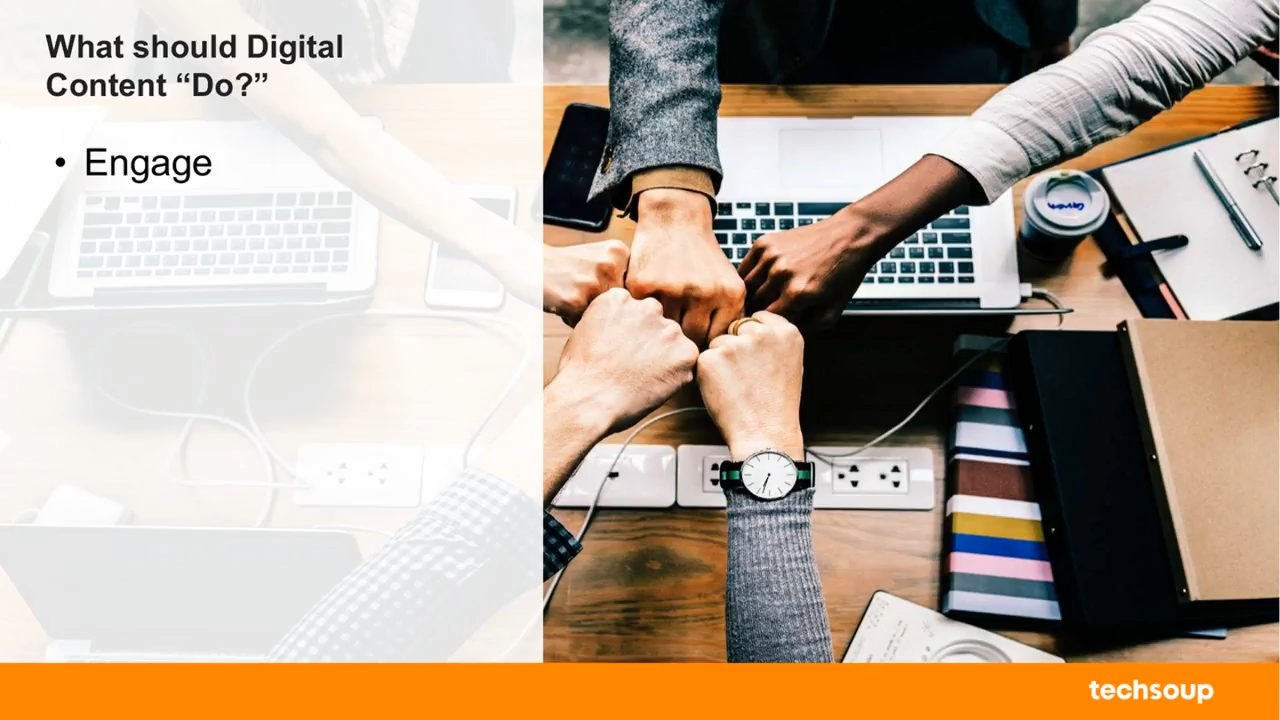 What should Digital
Content “Do?”
• Engage
techsoup